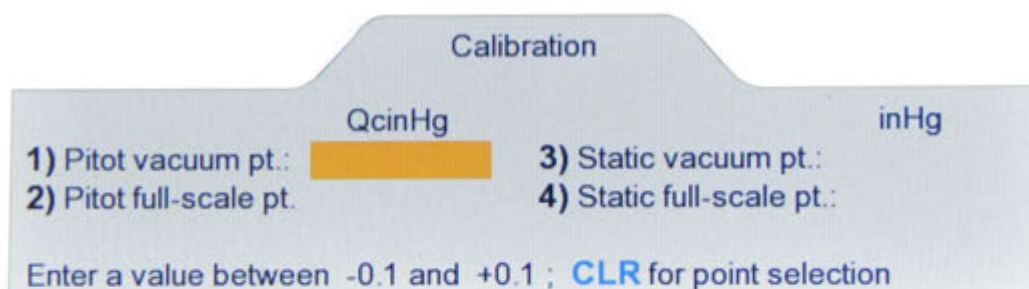 Calibration
QcinHg inHg
1) Pitot vacuum pt.: 3) Static vacuum pt.:
2) Pitot full-scale pt. 4) Static full-scale pt.:
Enter a value between -0.1 and +0.1 ; CLR for point selection